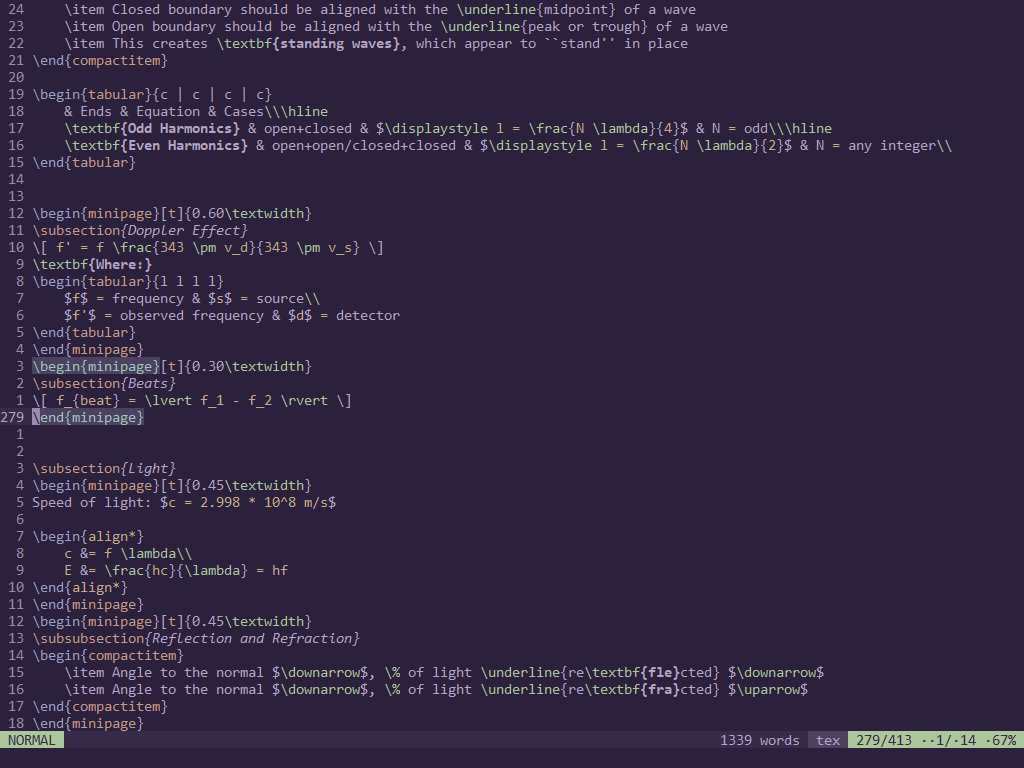 24     \item Closed boundary should be aligned with the \underline{midpoint} of a wave
23     \item Open boundary should be aligned with the \underline{peak or trough} of a wave
22     \item This creates \textbf{standing waves}, which appear to ``stand'' in place
21 \end{compactitem}
20
19 \begin{tabular}{c | c | c | c}
18     & Ends & Equation & Cases\\\hline
17     \textbf{Odd Harmonics} & open+closed & $\displaystyle l = \frac{N \lambda}{4}$ & N = odd\\\hline
16     \textbf{Even Harmonics} & open+open/closed+closed & $\displaystyle l = \frac{N \lambda}{2}$ & N = any integer\\
15 \end{tabular}
14
13
12 \begin{minipage}[t]{0.60\textwidth}
11 \subsection{Doppler Effect}
10 \[ f' = f \frac{343 \pm v_d}{343 \pm v_s} \]
9 \textbf{Where:}
8 \begin{tabular}{l l l l}
7     $f$ = frequency & $s$ = source\\
6     $f'$ = observed frequency & $d$ = detector
5 \end{tabular}
4 \end{minipage}
3 \begin{minipage}[t]{0.30\textwidth}
2 \subsection{Beats}
1 \[ f_{beat} = \lvert f_1 - f_2 \rvert \]
279 \end{minipage}
1
2
3 \subsection{Light}
4 \begin{minipage}[t]{0.45\textwidth}
5 Speed of light: $c = 2.998 * 10^8 m/s$
6
7 \begin{align*}
8     c &= f \lambda\\
9     E &= \frac{hc}{\lambda} = hf
10 \end{align*}
11 \end{minipage}
12 \begin{minipage}[t]{0.45\textwidth}
13 \subsubsection{Reflection and Refraction}
14 \begin{compactitem}
15     \item Angle to the normal $\downarrow$, \% of light \underline{re\textbf{fle}cted} $\downarrow$
16     \item Angle to the normal $\downarrow$, \% of light \underline{re\textbf{fra}cted} $\uparrow$
17 \end{compactitem}
18 \end{minipage}
NORMAL 1339 words tex 279/413 ··1/·14 ·67%